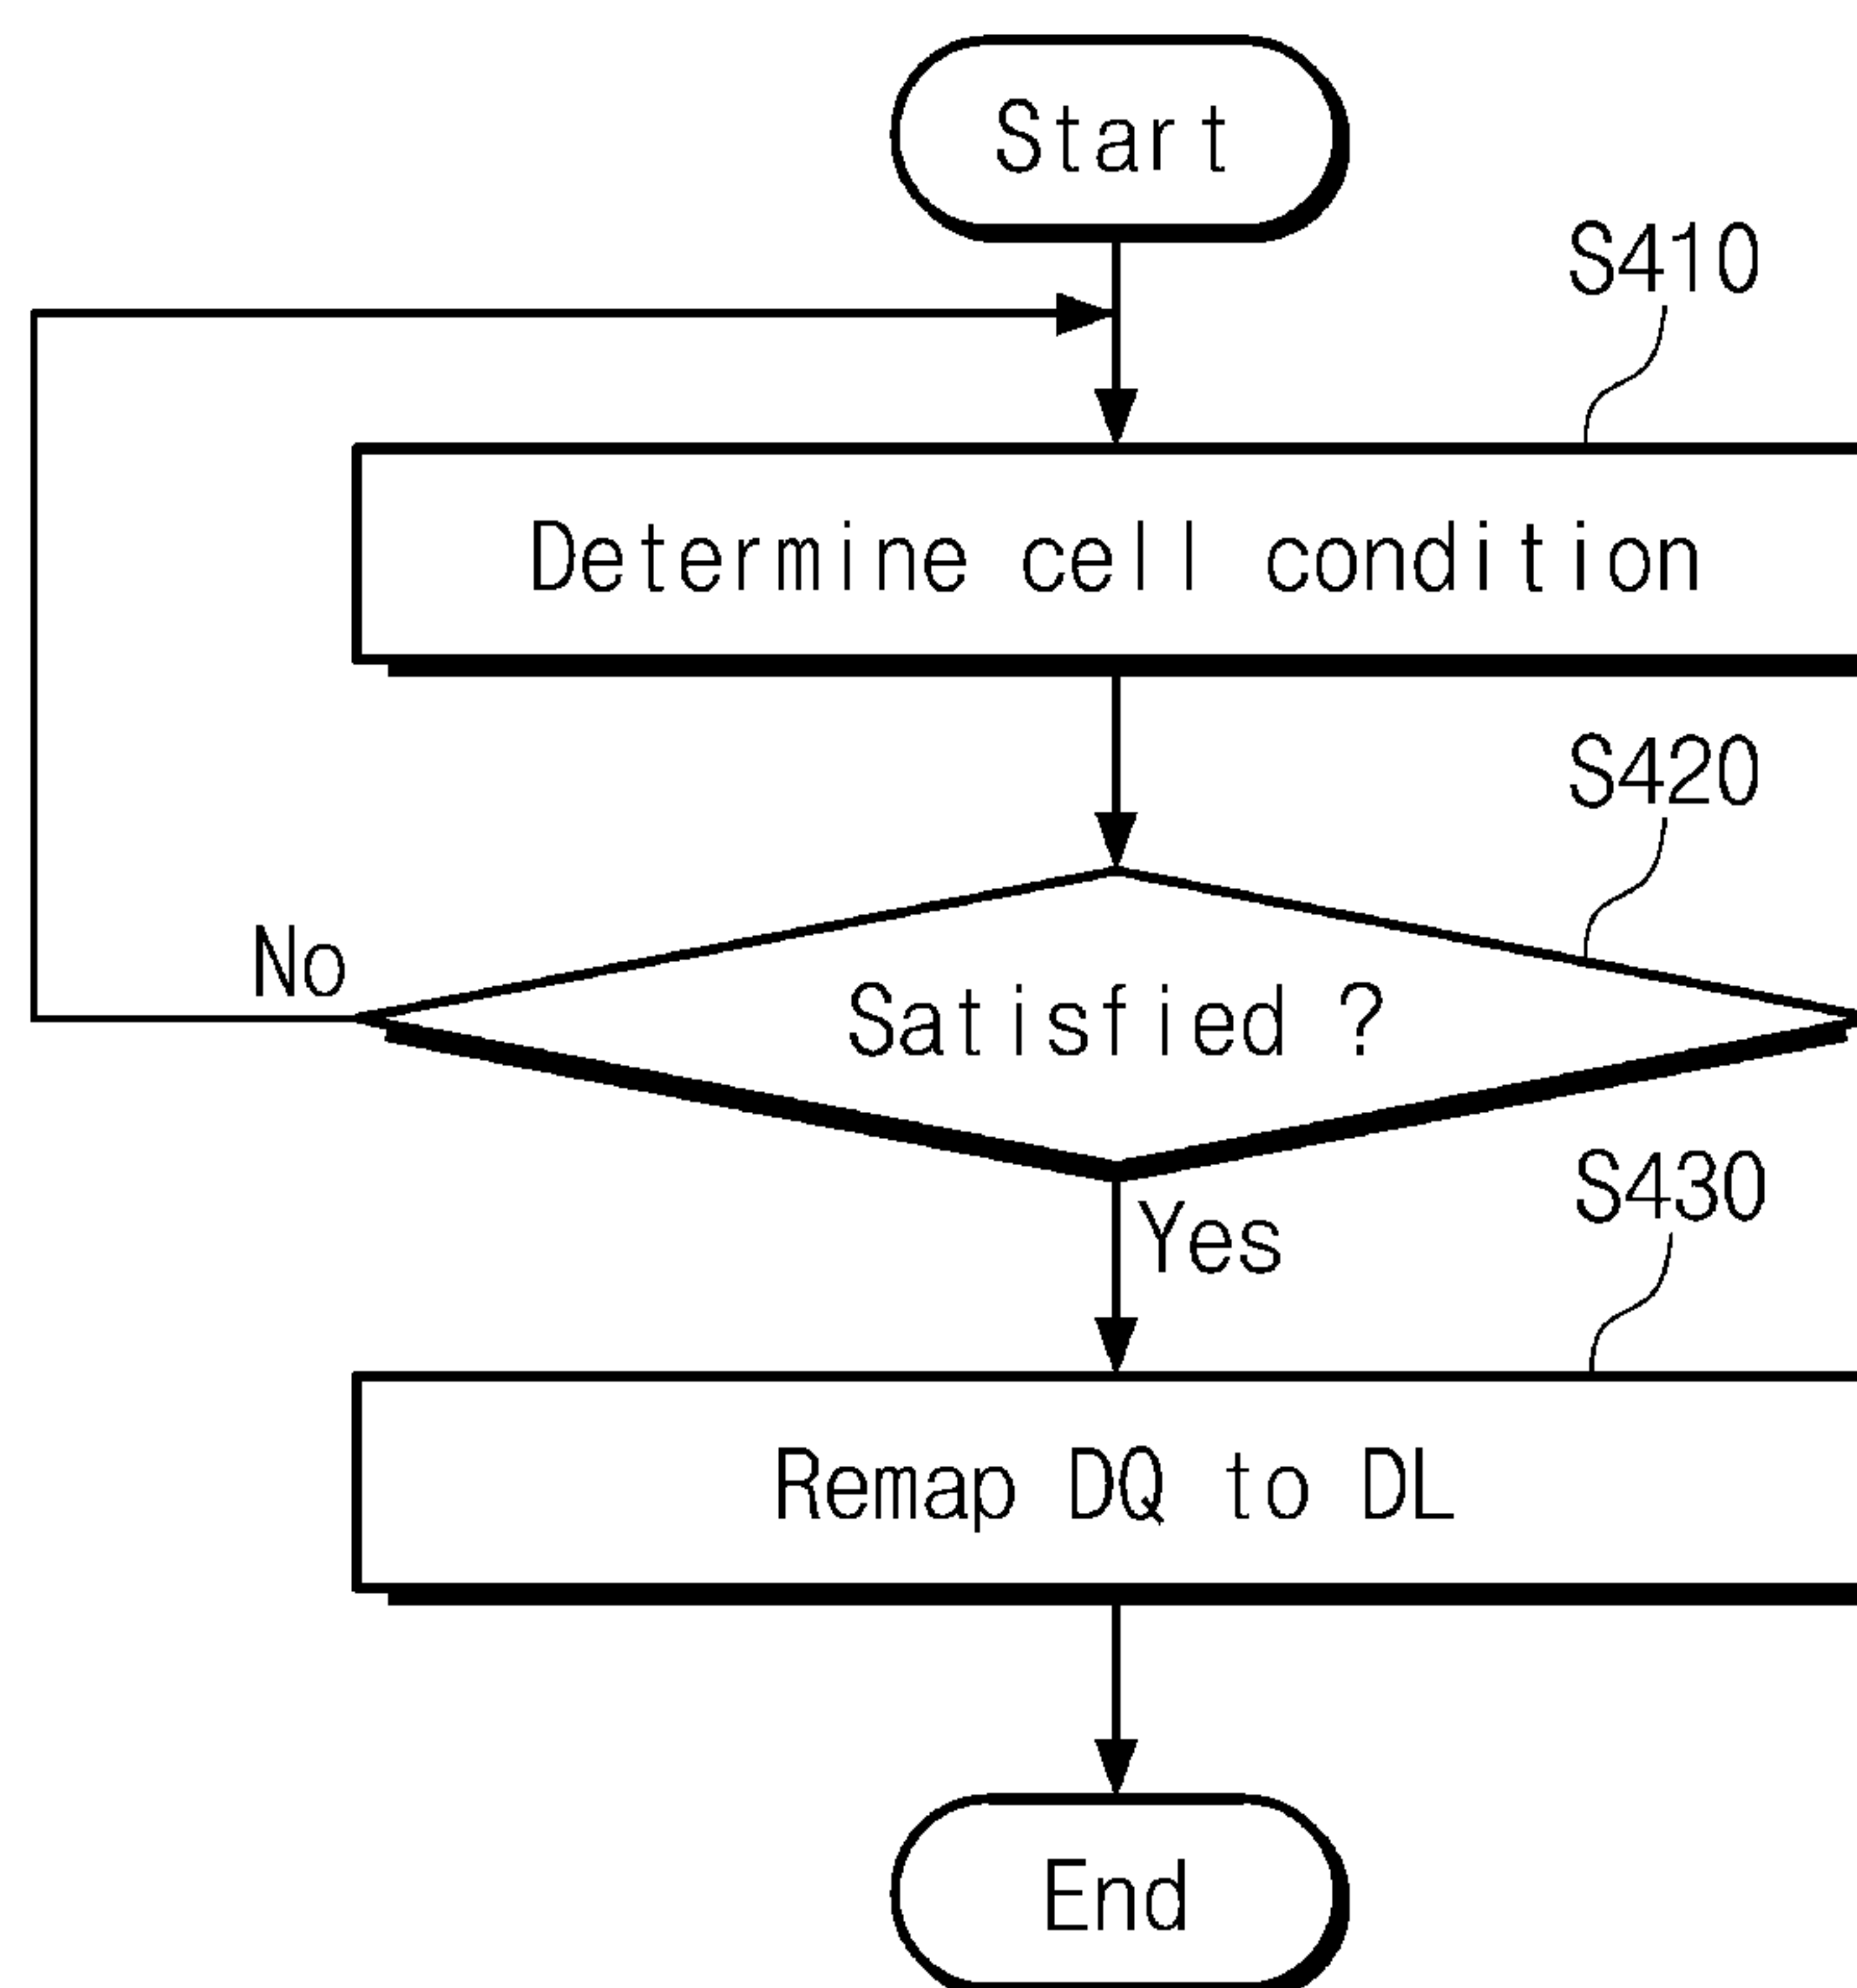 Start
S410
Determine cell condition
S420
No
Satisfied ?
Yes
S430
Remap DQ to DL
End